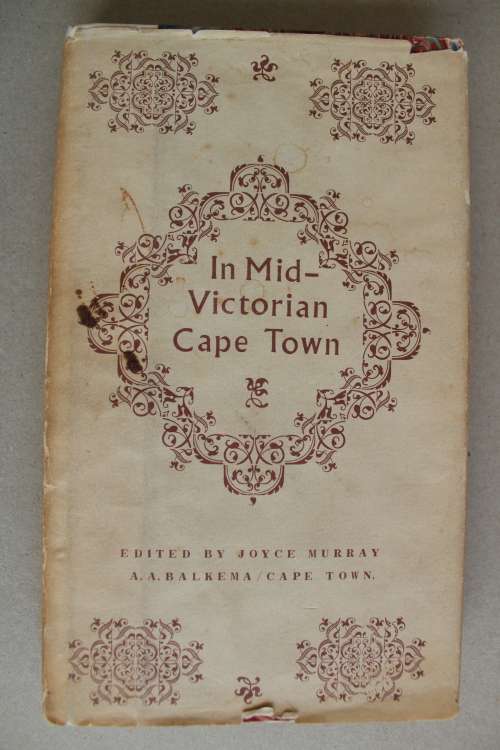 In Mid-
Victorian
Cape Town
EDITED BY JOYCE MURRAY
A.A.BALKEMA/CAPE TOWN.